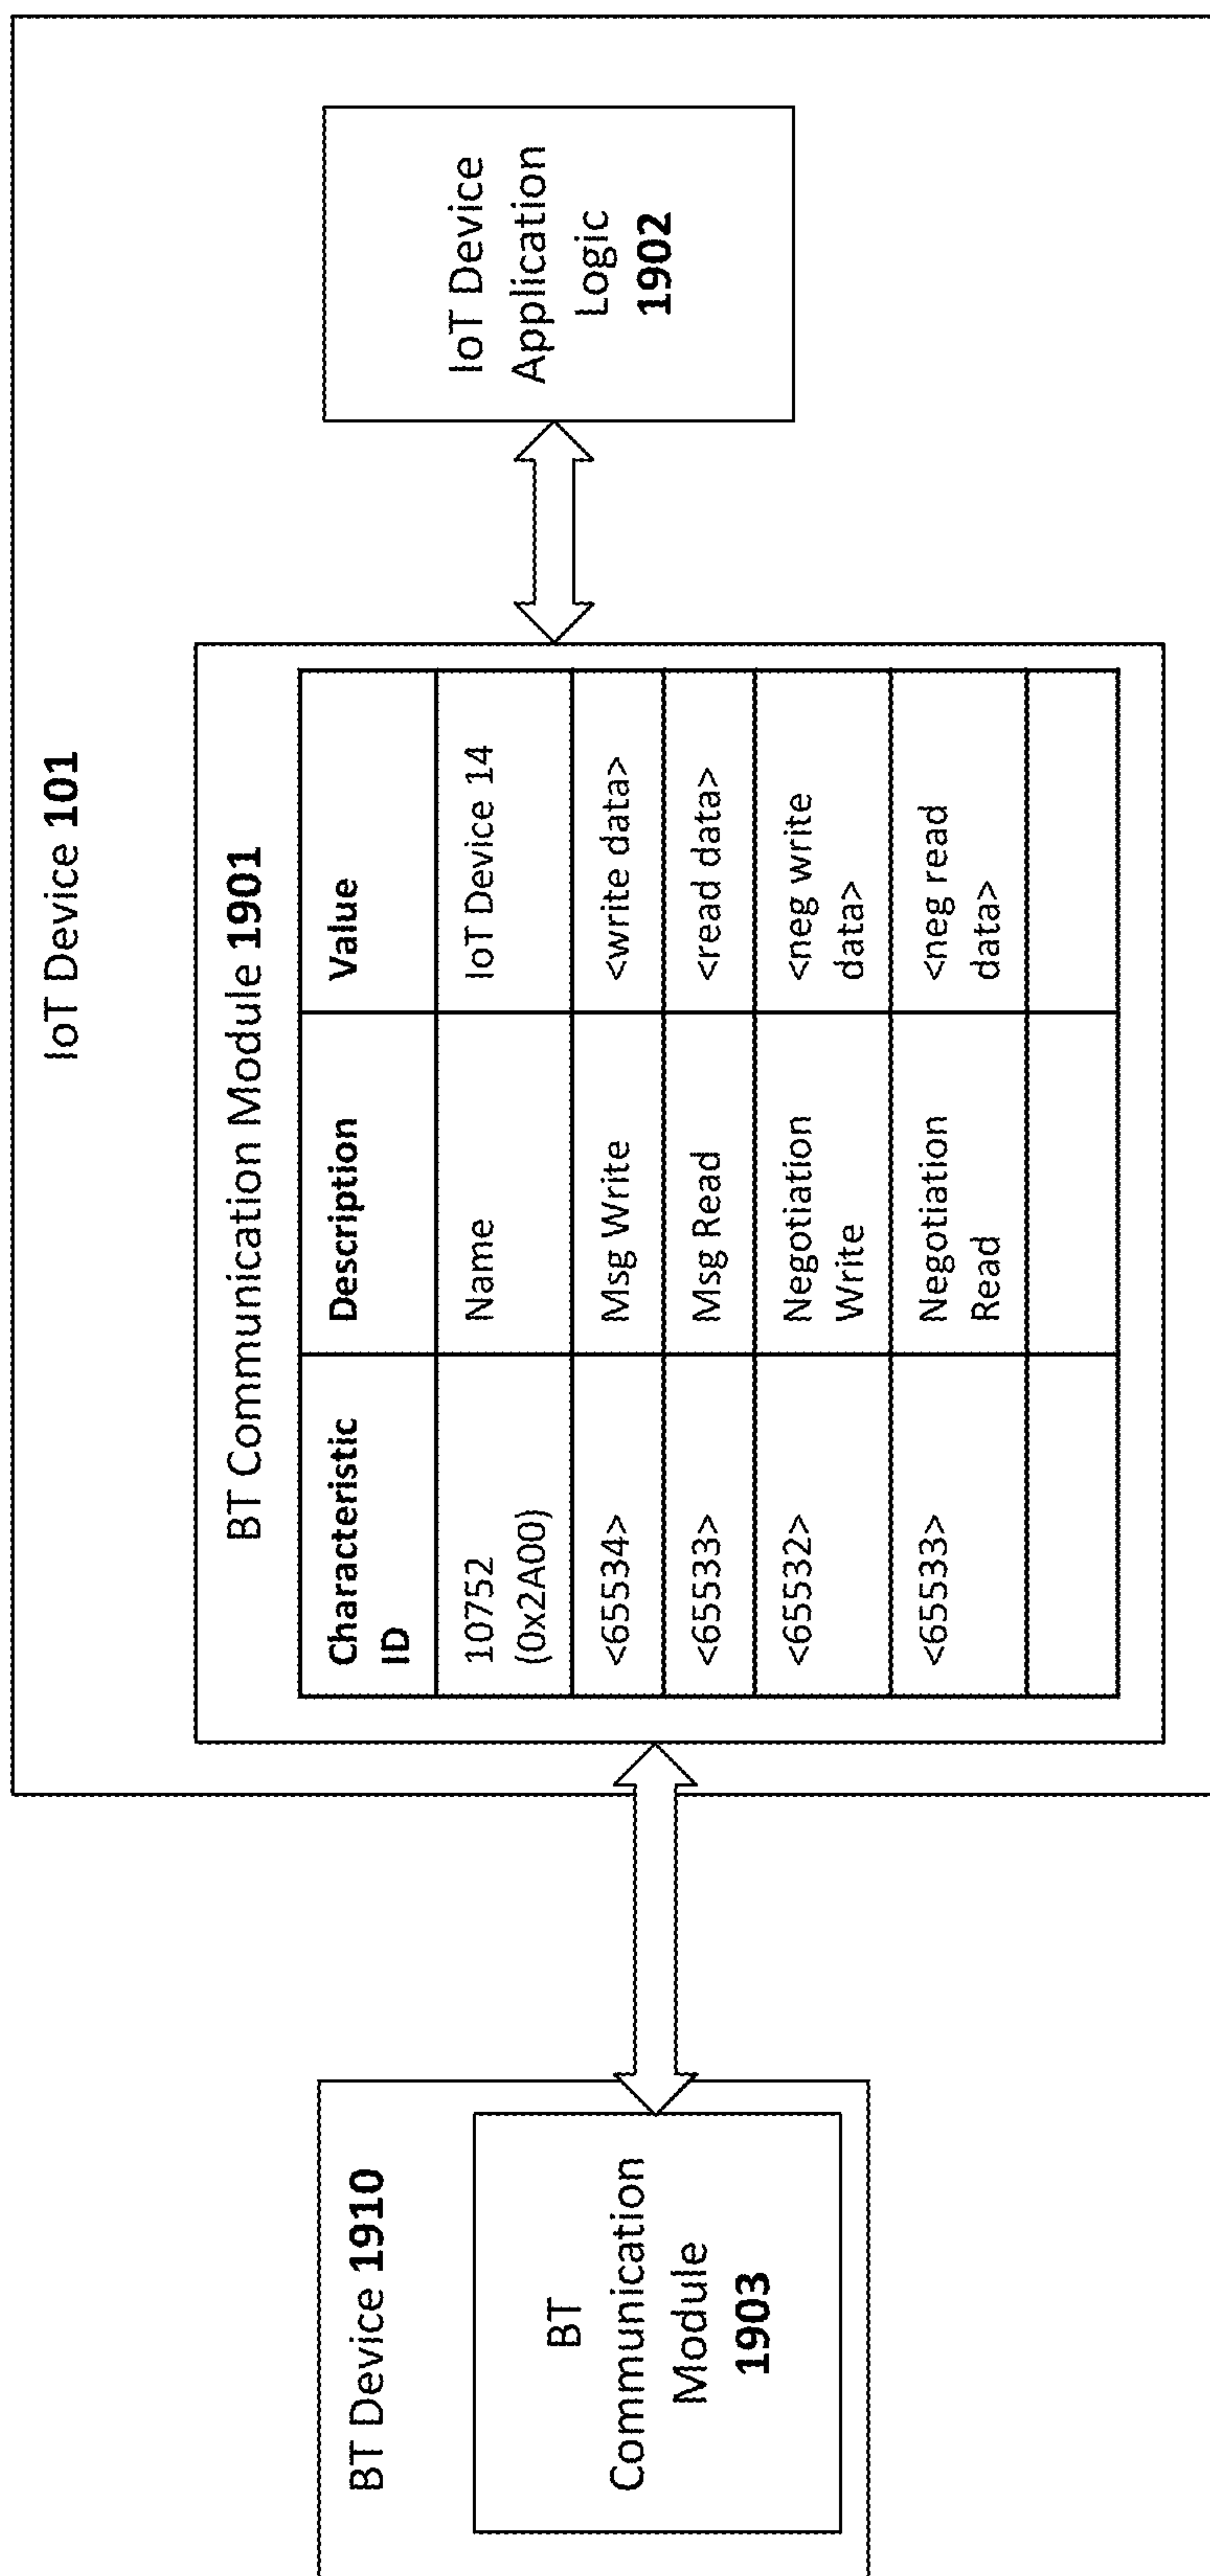 IoT Device 101
BT Device 1910
BT
Communication
Module
1903
BT Communication Module 1901
Characteristic
ID
Description
Value
10752
(0x2A00)
Name
IoT Device 14
<65534>
Msg Write
<write data>
<65533>
Msg Read
<read data>
<65532>
Negotiation
Write
<neg write
data>
<65533>
Negotiation
Read
<neg read
data>
IoT Device
Application
Logic
1902